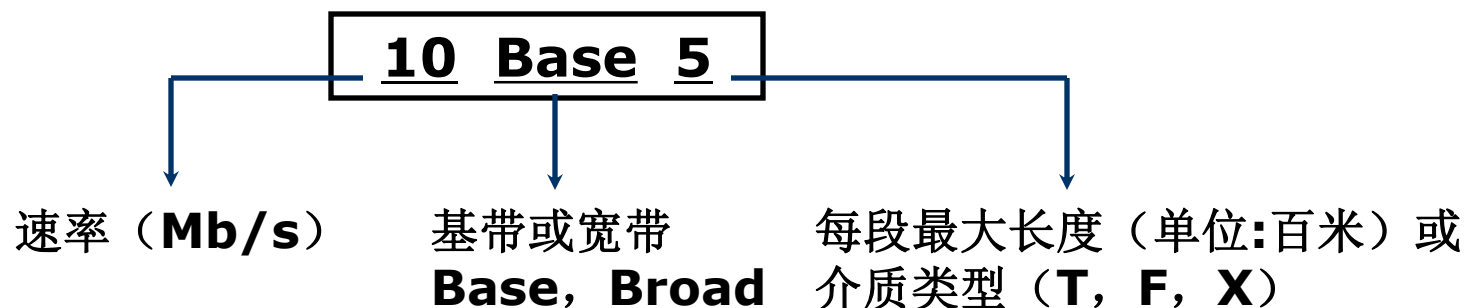 10 Base 5
速率（Mb/s）
基带或宽带
Base，Broad
每段最大长度（单位:百米）或
介质类型（T，F，X）